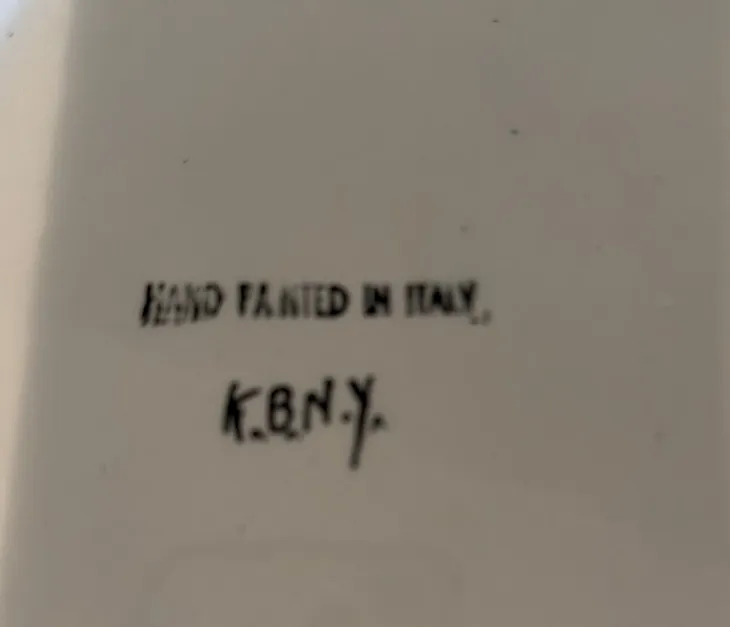 HAND PAINTED IN ITALY.
K.B.N.Y.